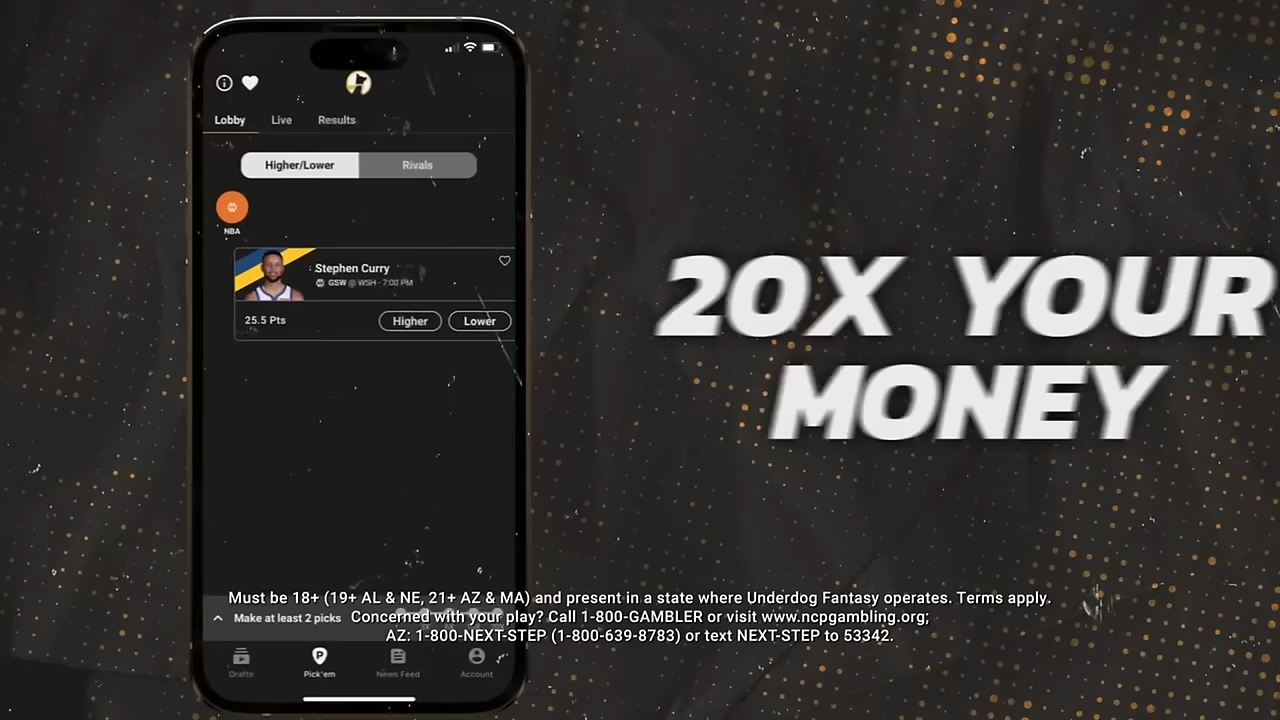 Lobby Live Results
Higher/Lower Rivals
NBA
Stephen Curry
GSW @ WSH - 7:00 PM
25.5 Pts Higher Lower
20X YOUR
MONEY
Must be 18+ (19+ AL & NE, 21+ AZ & MA) and present in a state where Underdog Fantasy operates. Terms apply.
Make at least 2 picks
Concerned with your play? Call 1-800-GAMBLER or visit www.ncpgambling.org;
AZ: 1-800-NEXT-STEP (1-800-639-8783) or text NEXT-STEP to 53342.
Drafts Pick'em News Feed Account